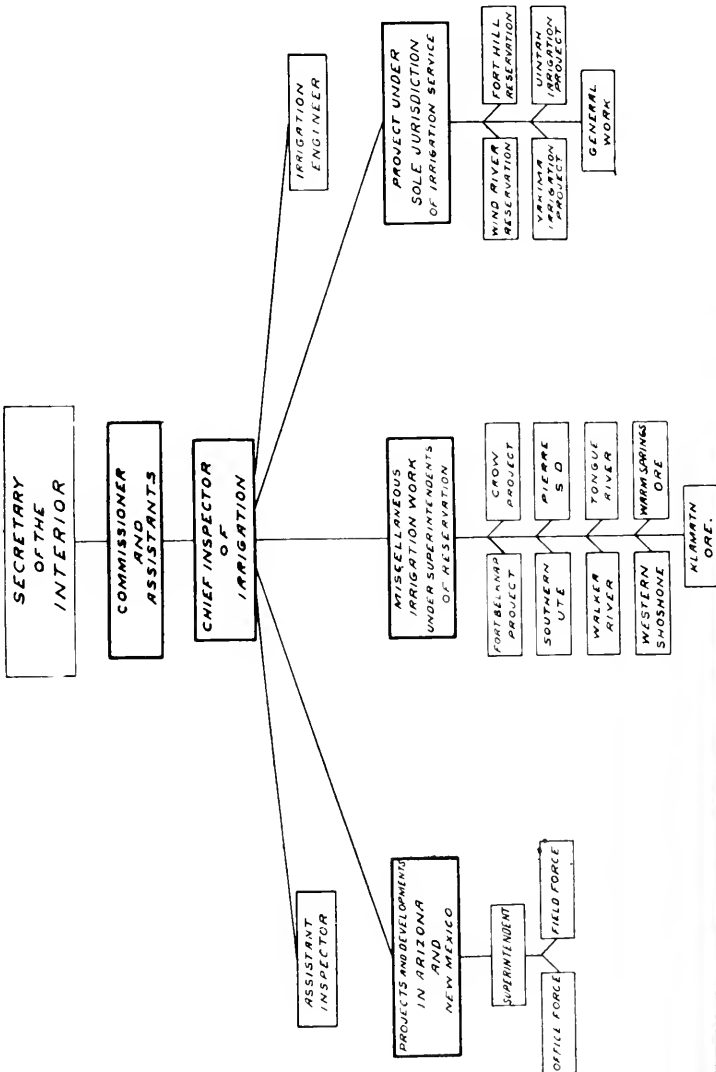 SECRETARY
OF THE
INTERIOR
COMMISSIONER
AND
ASSISTANTS
CHIEF INSPECTOR
OF
IRRIGATION
ASSISTANT
INSPECTOR
IRRIGATION
ENGINEER
PROJECTS AND DEVELOPMENTS
IN ARIZONA
AND
NEW MEXICO
SUPERINTENDENT
OFFICE FORCE
FIELD FORCE
MISCELLANEOUS
IRRIGATION WORK
UNDER SUPERINTENDENTS
OF RESERVATION
FORT BELKNAP
PROJECT
CROW
PROJECT
SOUTHERN
UTE
PIERRE
S D
WALKER
RIVER
TONGUE
RIVER
WESTERN
SHOSHONE
WARM SPRINGS
ORE
KLAMATH
ORE.
PROJECT UNDER
SOLE JURISDICTION
OF IRRIGATION SERVICE
WIND RIVER
RESERVATION
FORT HILL
RESERVATION
YAKIMA
IRRIGATION
PROJECT
UINTAH
IRRIGATION
PROJECT
GENERAL
WORK